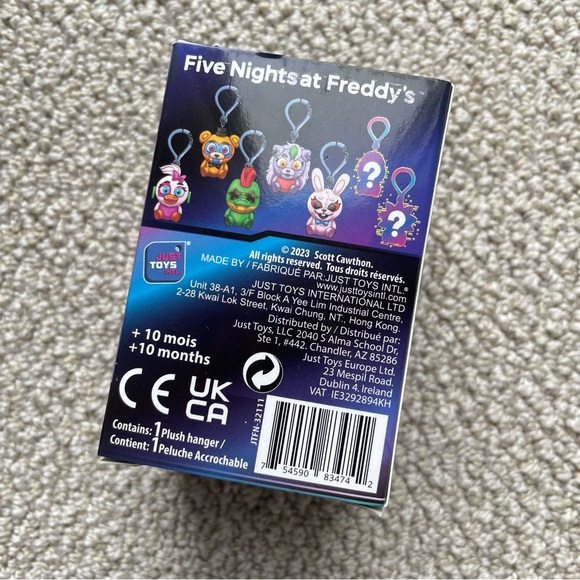 Five Nights at Freddy's™
?
?
JUST
TOYS
INTL.
© 2023 Scott Cawthon.
All rights reserved. Tous droits réservés.
MADE BY / FABRIQUÉ PAR:JUST TOYS INTL®
www.justtoysintl.com
JUST TOYS INTERNATIONAL LTD
Unit 38-A1, 3/F Block A Yee Lim Industrial Centre,
2-28 Kwai Lok Street. Kwai Chung, NT., Hong Kong.
Distributed by / Distribué par:
Just Toys, LLC 2040 S Alma School Dr,
Ste 1, #442. Chandler, AZ 85286
Just Toys Europe Ltd.
23 Mespil Road.
Dublin 4. Ireland
VAT IE3292894KH
+ 10 mois
+10 months
CE UK
CA
Contains: 1 Plush hanger /
Contient: 1 Peluche Accrochable
JTFN-32111
7 54590 83474 2